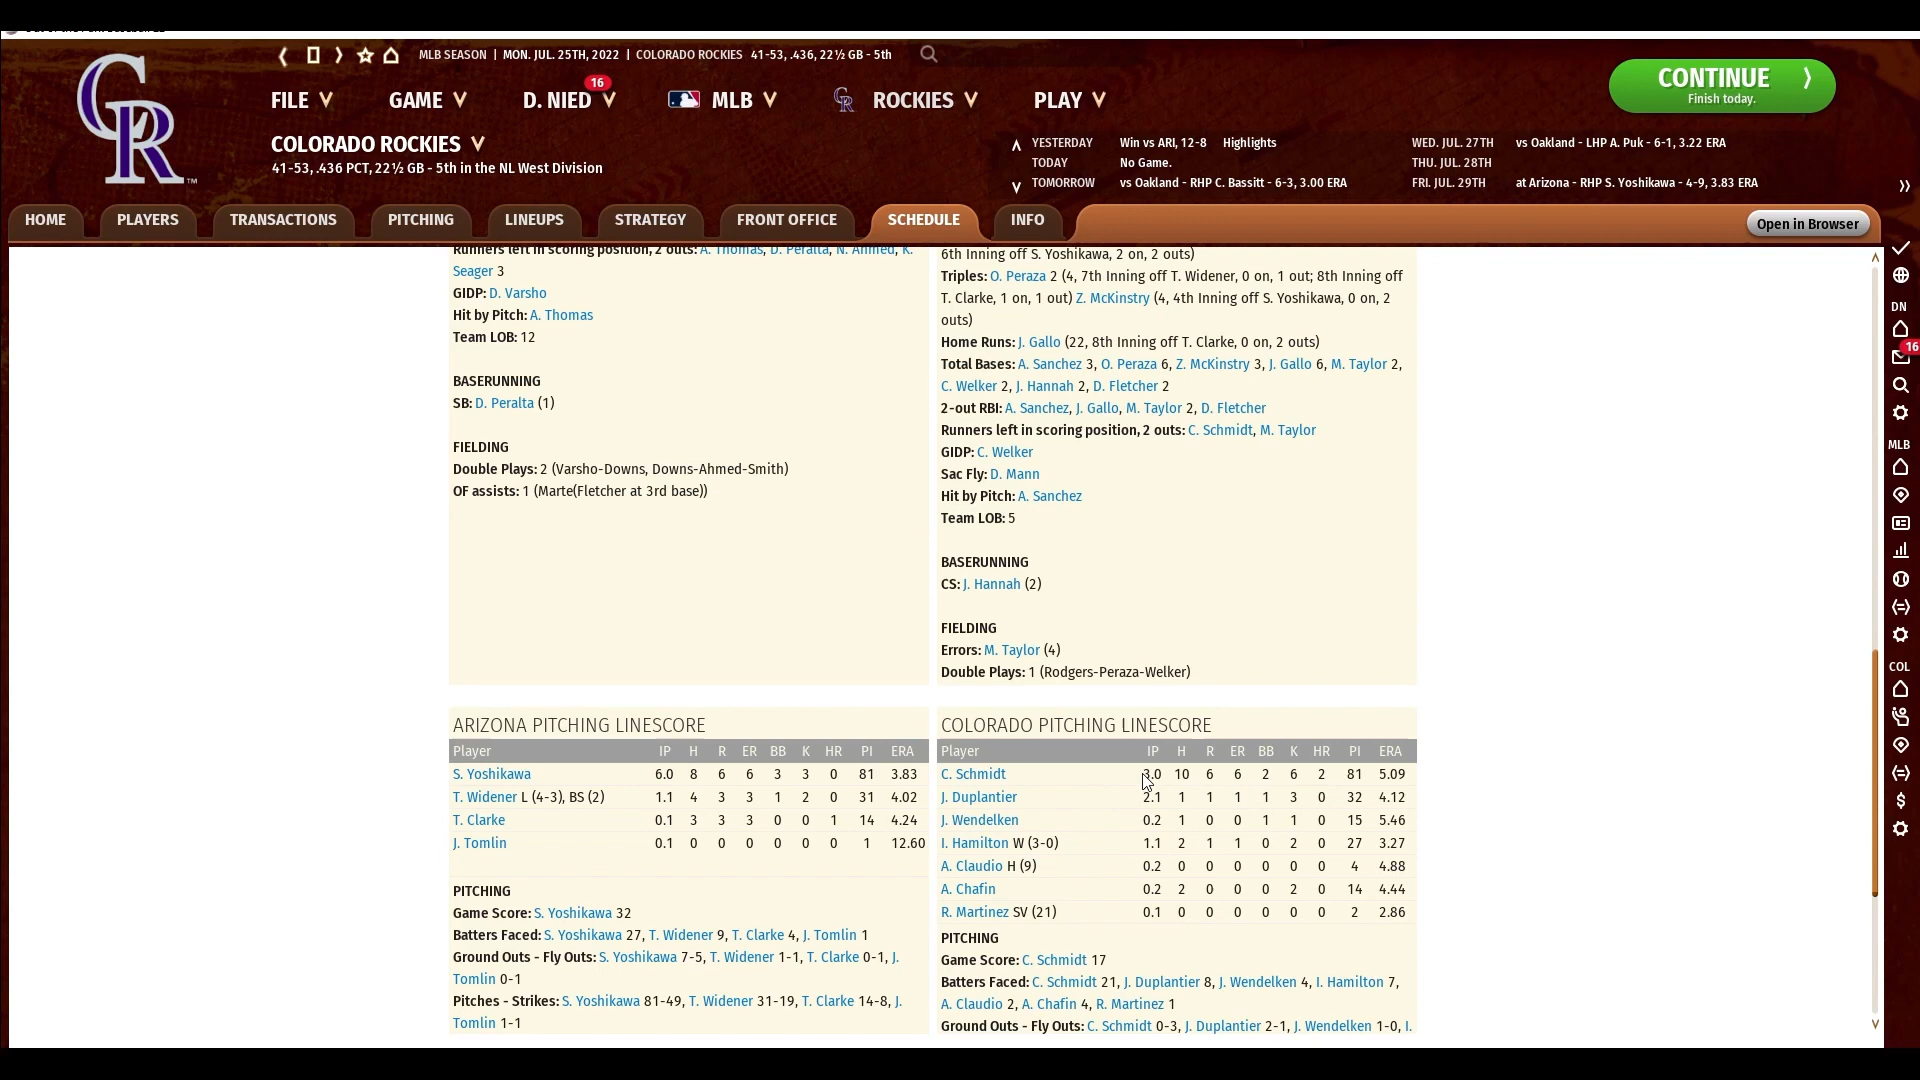 MLB SEASON | MON. JUL. 25TH, 2022 | COLORADO ROCKIES 41-53, .436, 22½ GB - 5th
FILE GAME D. NIED 16 MLB ROCKIES PLAY
CONTINUE
Finish today.
COLORADO ROCKIES
41-53, .436 PCT, 22½ GB - 5th in the NL West Division
YESTERDAY Win vs ARI, 12-8 Highlights WED. JUL. 27TH vs Oakland - LHP A. Puk - 6-1, 3.22 ERA
TODAY No Game. THU. JUL. 28TH
TOMORROW vs Oakland - RHP C. Bassitt - 6-3, 3.00 ERA FRI. JUL. 29TH at Arizona - RHP S. Yoshikawa - 4-9, 3.83 ERA
HOME PLAYERS TRANSACTIONS PITCHING LINEUPS STRATEGY FRONT OFFICE SCHEDULE INFO Open in Browser
Runners left in scoring position, 2 outs: A. Thomas, D. Peralta, N. Ahmed, K.
Seager 3
GIDP: D. Varsho
Hit by Pitch: A. Thomas
Team LOB: 12
BASERUNNING
SB: D. Peralta (1)
FIELDING
Double Plays: 2 (Varsho-Downs, Downs-Ahmed-Smith)
OF assists: 1 (Marte(Fletcher at 3rd base))
6th Inning off S. Yoshikawa, 2 on, 2 outs)
Triples: O. Peraza 2 (4, 7th Inning off T. Widener, 0 on, 1 out; 8th Inning off
T. Clarke, 1 on, 1 out) Z. McKinstry (4, 4th Inning off S. Yoshikawa, 0 on, 2
outs)
Home Runs: J. Gallo (22, 8th Inning off T. Clarke, 0 on, 2 outs)
Total Bases: A. Sanchez 3, O. Peraza 6, Z. McKinstry 3, J. Gallo 6, M. Taylor 2,
C. Welker 2, J. Hannah 2, D. Fletcher 2
2-out RBI: A. Sanchez, J. Gallo, M. Taylor 2, D. Fletcher
Runners left in scoring position, 2 outs: C. Schmidt, M. Taylor
GIDP: C. Welker
Sac Fly: D. Mann
Hit by Pitch: A. Sanchez
Team LOB: 5
BASERUNNING
CS: J. Hannah (2)
FIELDING
Errors: M. Taylor (4)
Double Plays: 1 (Rodgers-Peraza-Welker)
ARIZONA PITCHING LINESCORE
Player IP H R ER BB K HR PI ERA
S. Yoshikawa 6.0 8 6 6 3 3 0 81 3.83
T. Widener L (4-3), BS (2) 1.1 4 3 3 1 2 0 31 4.02
T. Clarke 0.1 3 3 3 0 0 1 14 4.24
J. Tomlin 0.1 0 0 0 0 0 0 1 12.60
PITCHING
Game Score: S. Yoshikawa 32
Batters Faced: S. Yoshikawa 27, T. Widener 9, T. Clarke 4, J. Tomlin 1
Ground Outs - Fly Outs: S. Yoshikawa 7-5, T. Widener 1-1, T. Clarke 0-1, J.
Tomlin 0-1
Pitches - Strikes: S. Yoshikawa 81-49, T. Widener 31-19, T. Clarke 14-8, J.
Tomlin 1-1
COLORADO PITCHING LINESCORE
Player IP H R ER BB K HR PI ERA
C. Schmidt 3.0 10 6 6 2 6 2 81 5.09
J. Duplantier 2.1 1 1 1 1 3 0 32 4.12
J. Wendelken 0.2 1 0 0 1 1 0 15 5.46
I. Hamilton W (3-0) 1.1 2 1 1 0 2 0 27 3.27
A. Claudio H (9) 0.2 0 0 0 0 0 0 4 4.88
A. Chafin 0.2 2 0 0 0 2 0 14 4.44
R. Martinez SV (21) 0.1 0 0 0 0 0 0 2 2.86
PITCHING
Game Score: C. Schmidt 17
Batters Faced: C. Schmidt 21, J. Duplantier 8, J. Wendelken 4, I. Hamilton 7,
A. Claudio 2, A. Chafin 4, R. Martinez 1
Ground Outs - Fly Outs: C. Schmidt 0-3, J. Duplantier 2-1, J. Wendelken 1-0, I.
DN
16
MLB
COL
CR
TM